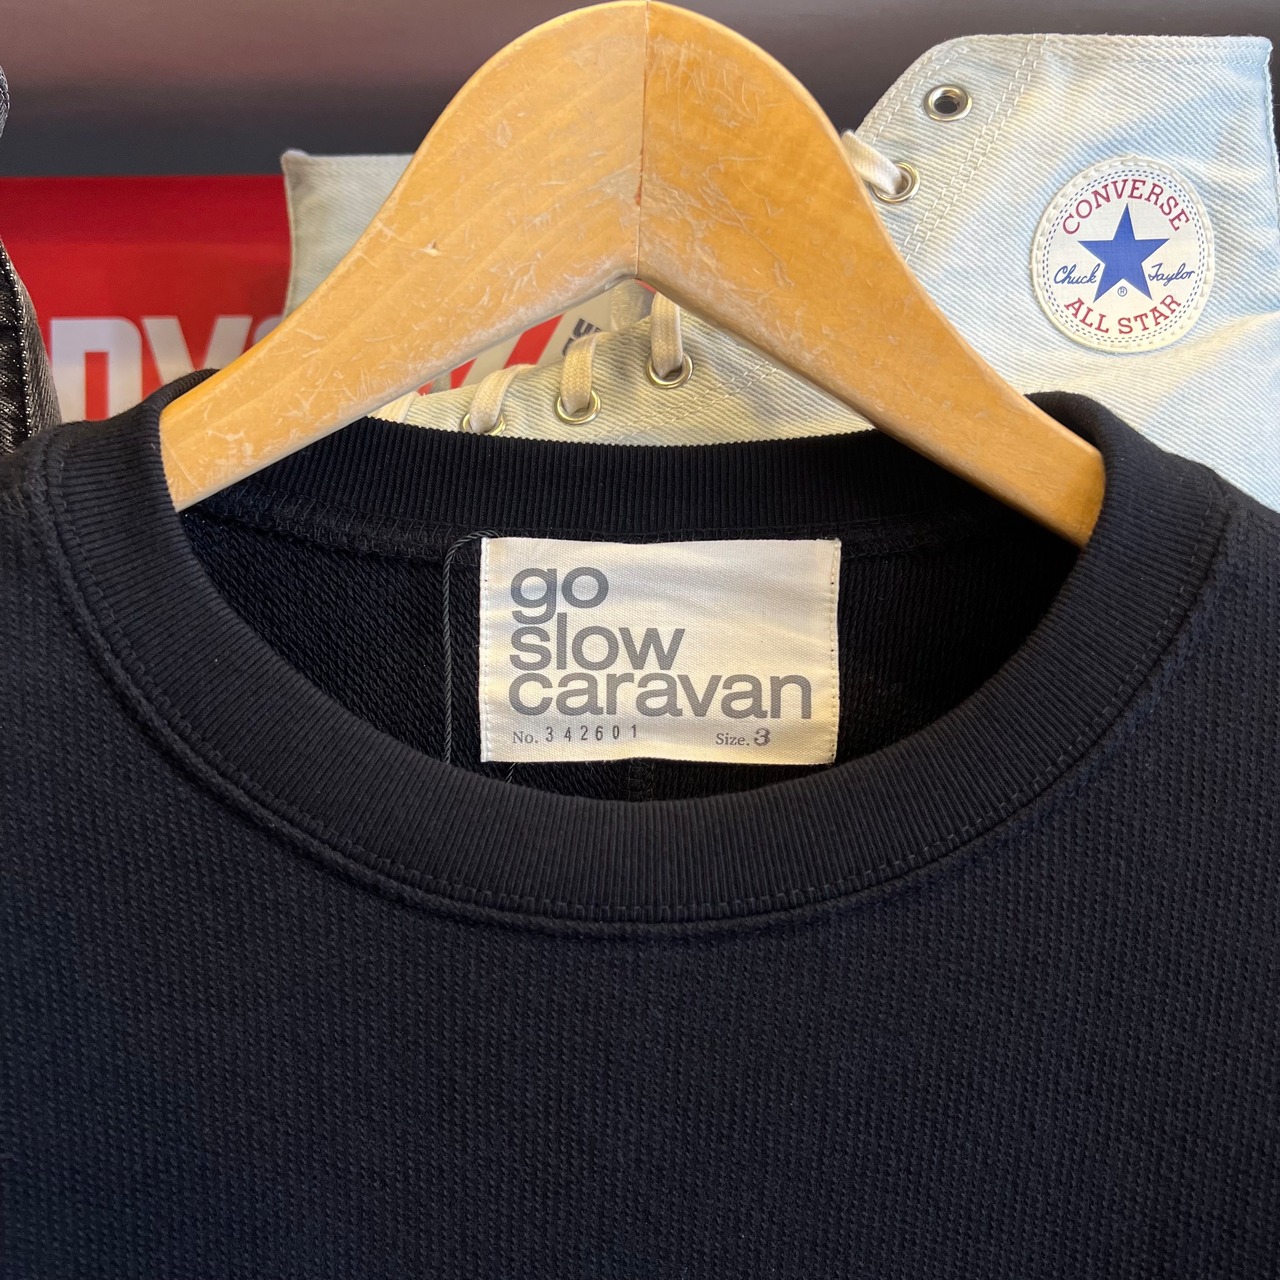 CONVERSE
Chuck Taylor
®
ALL STAR
go
slow
caravan
No. 342601 Size. 3